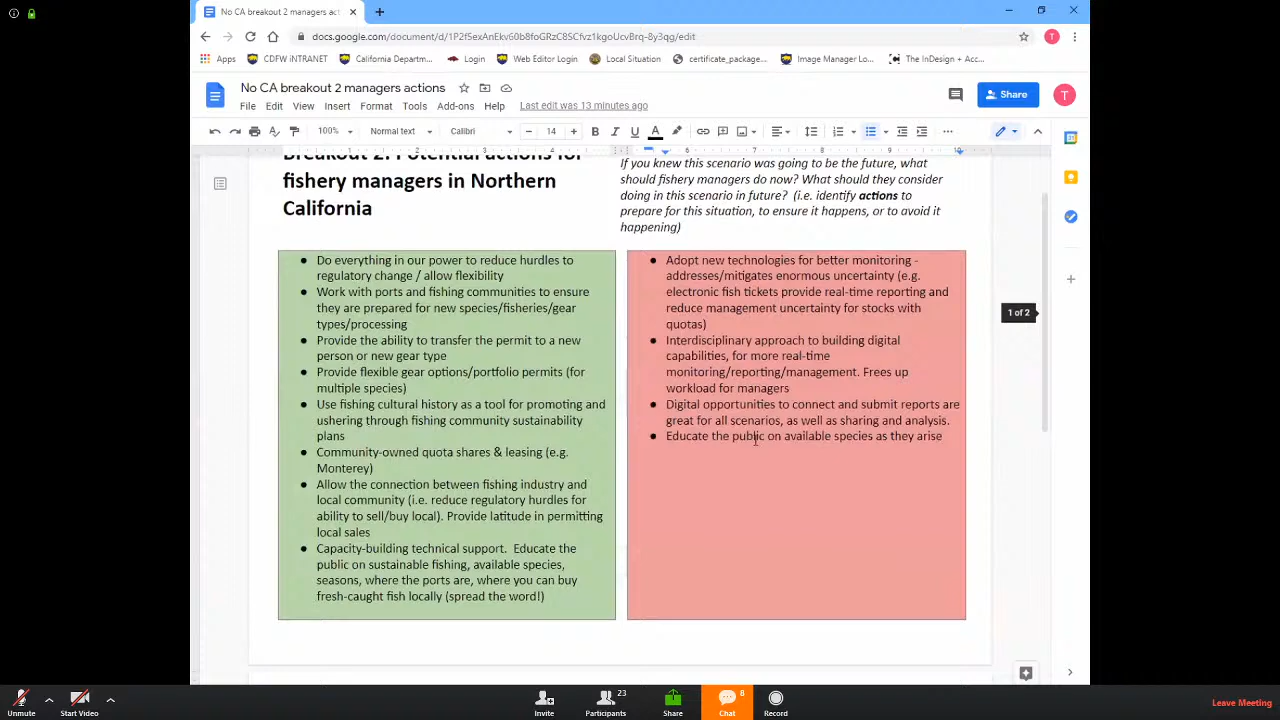 No CA breakout 2 managers act
docs.google.com/document/d/1P2f5exAnEkv60b8foGRzC8SCfvz1kgoUcvBrq-8y3qg/edit
T
Apps
CDFW iNTRANET
California Departm...
Login
Web Editor Login
Local Situation
certificate_package...
Image Manager Lo...
The InDesign + Acc...
No CA breakout 2 managers actions
File Edit View Insert Format Tools Add-ons Help Last edit was 13 minutes ago
Share
T
100% Normal text Calibri 14
Breakout 2: Potential actions for
fishery managers in Northern
California
If you knew this scenario was going to be the future, what
should fishery managers do now? What should they consider
doing in this scenario in future? (i.e. identify actions to
prepare for this situation, to ensure it happens, or to avoid it
happening)
● Do everything in our power to reduce hurdles to
regulatory change / allow flexibility
● Work with ports and fishing communities to ensure
they are prepared for new species/fisheries/gear
types/processing
● Provide the ability to transfer the permit to a new
person or new gear type
● Provide flexible gear options/portfolio permits (for
multiple species)
● Use fishing cultural history as a tool for promoting and
ushering through fishing community sustainability
plans
● Community-owned quota shares & leasing (e.g.
Monterey)
● Allow the connection between fishing industry and
local community (i.e. reduce regulatory hurdles for
ability to sell/buy local). Provide latitude in permitting
local sales
● Capacity-building technical support. Educate the
public on sustainable fishing, available species,
seasons, where the ports are, where you can buy
fresh-caught fish locally (spread the word!)
● Adopt new technologies for better monitoring -
addresses/mitigates enormous uncertainty (e.g.
electronic fish tickets provide real-time reporting and
reduce management uncertainty for stocks with
quotas)
● Interdisciplinary approach to building digital
capabilities, for more real-time
monitoring/reporting/management. Frees up
workload for managers
● Digital opportunities to connect and submit reports are
great for all scenarios, as well as sharing and analysis.
● Educate the public on available species as they arise
1 of 2
Unmute
Start Video
Invite
23
Participants
Share
8
Chat
Record
Leave Meeting